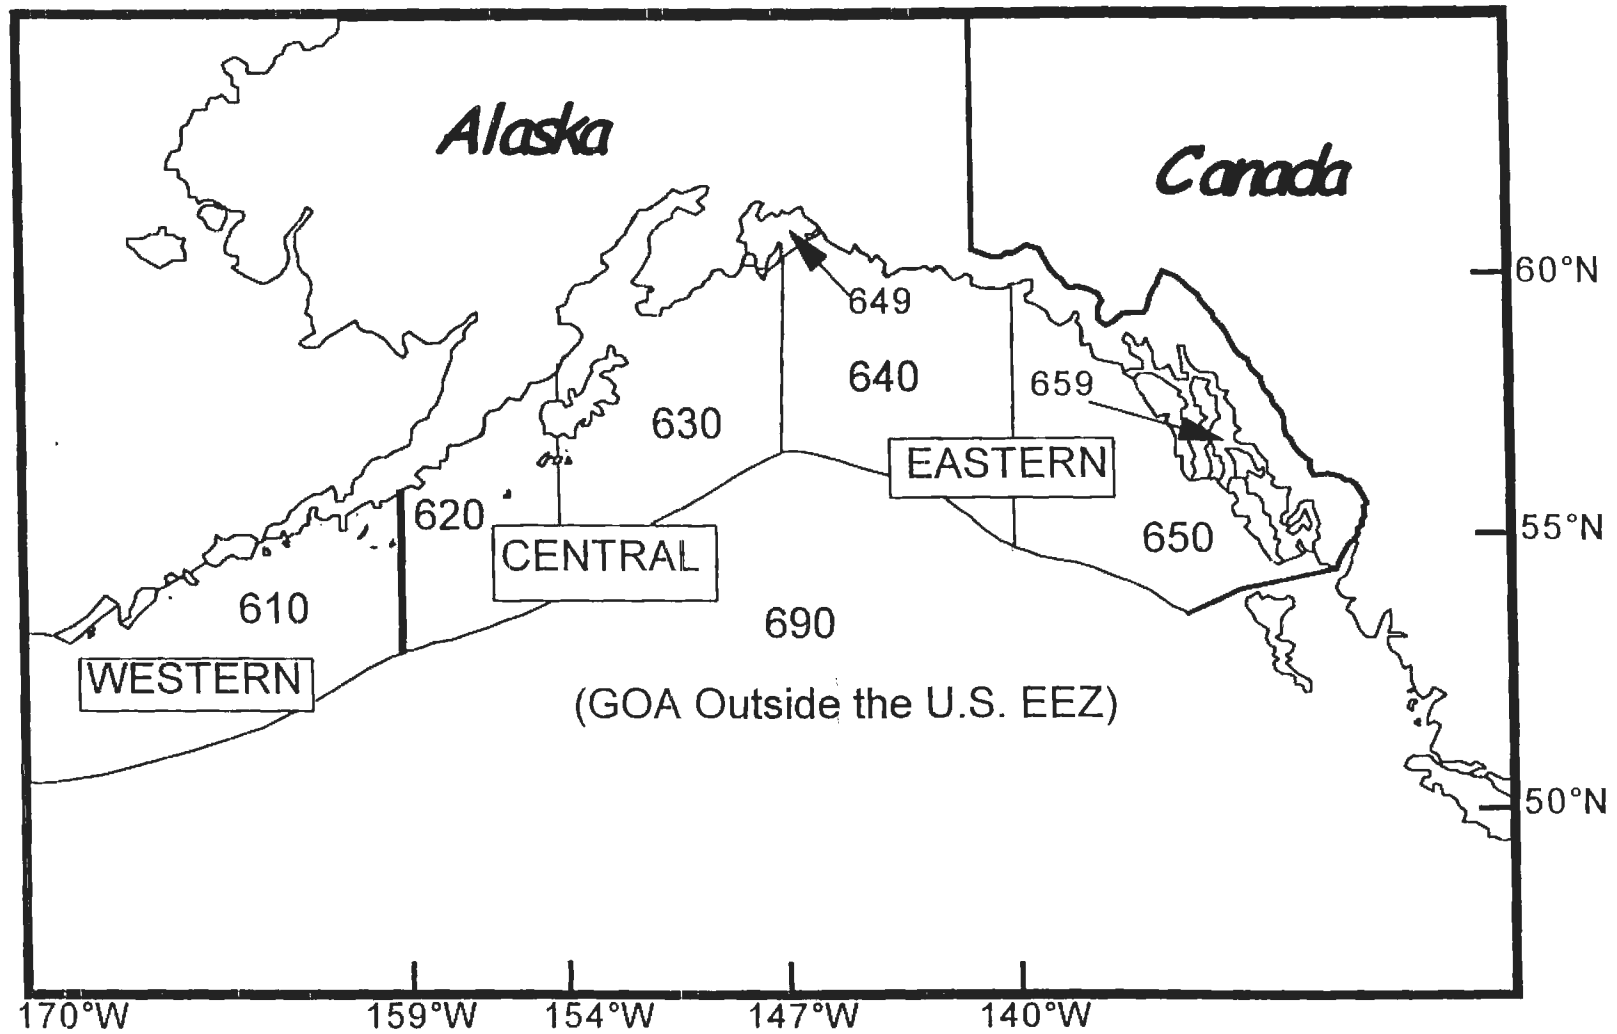 Alaska
Canada
60°N
649
640
659
630
EASTERN
620
55°N
650
CENTRAL
610
690
WESTERN
(GOA Outside the U.S. EEZ)
50°N
170°W 159°W 154°W 147°W 140°W